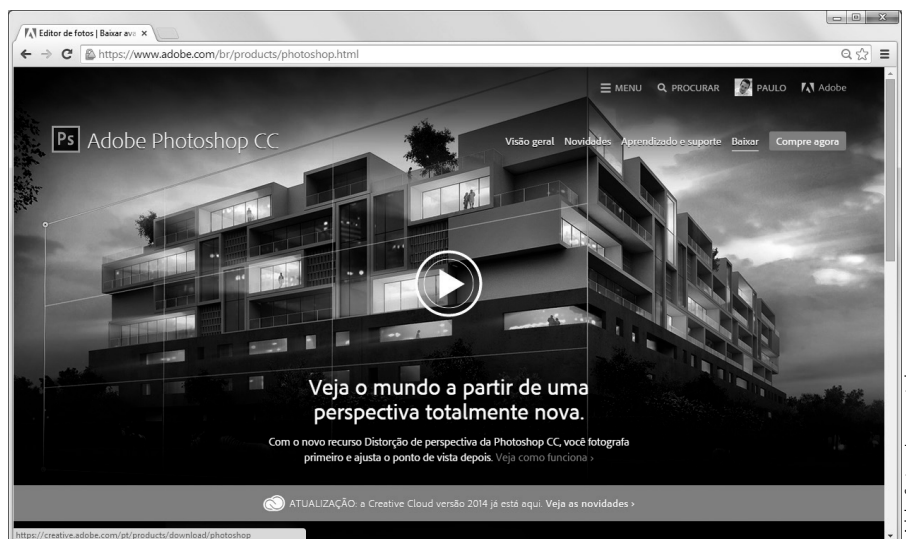 Editor de fotos | Baixar ava
https://www.adobe.com/br/products/photoshop.html
MENU PROCURAR PAULO Adobe
Ps Adobe Photoshop CC
Visão geral Novidades Aprendizado e suporte Baixar Compre agora
Veja o mundo a partir de uma
perspectiva totalmente nova.
Com o novo recurso Distorção de perspectiva da Photoshop CC, você fotografa
primeiro e ajusta o ponto de vista depois. Veja como funciona ›
ATUALIZAÇÃO: a Creative Cloud versão 2014 já está aqui. Veja as novidades ›
https://creative.adobe.com/pt/products/download/photoshop